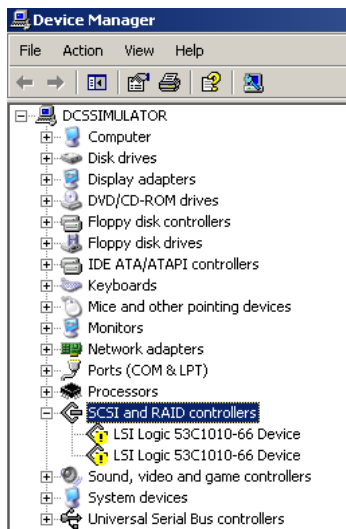 Device Manager
File Action View Help
DCSSIMULATOR
Computer
Disk drives
Display adapters
DVD/CD-ROM drives
Floppy disk controllers
Floppy disk drives
IDE ATA/ATAPI controllers
Keyboards
Mice and other pointing devices
Monitors
Network adapters
Ports (COM & LPT)
Processors
SCSI and RAID controllers
LSI Logic 53C1010-66 Device
LSI Logic 53C1010-66 Device
Sound, video and game controllers
System devices
Universal Serial Bus controllers